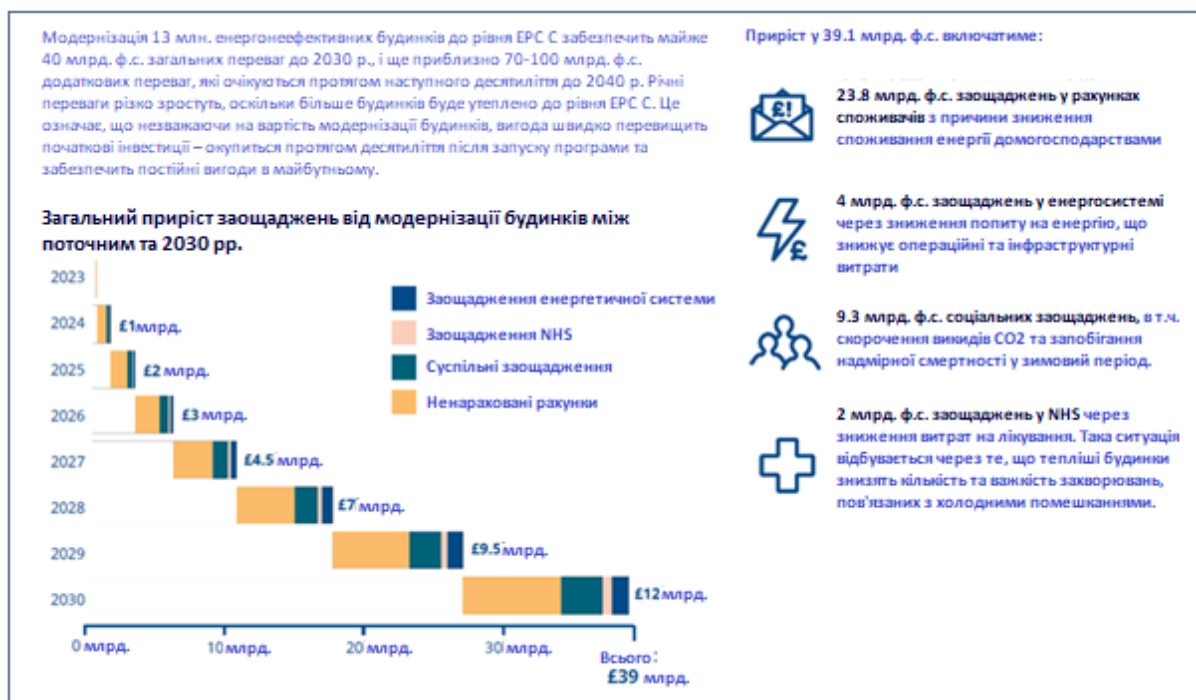 Модернізація 13 млн. енергонеефективних будинків до рівня EPC C забезпечить майже
40 млрд. ф.с. загальних переваг до 2030 р., і ще приблизно 70-100 млрд. ф.с.
додаткових переваг, які очікуються протягом наступного десятиліття до 2040 р. Річні
переваги різко зростуть, оскільки більше будинків буде утеплено до рівня EPC C. Це
означає, що незважаючи на вартість модернізації будинків, вигода швидко перевищить
початкові інвестиції – окупиться протягом десятиліття після запуску програми та
забезпечить постійні вигоди в майбутньому.
Загальний приріст заощаджень від модернізації будинків між
поточним та 2030 рр.
2023
2024
£1 млрд.
2025
£2 млрд.
2026
£3 млрд.
2027
£4.5 млрд.
2028
£7 млрд.
2029
£9.5 млрд.
2030
£12 млрд.
Заощадження енергетичної системи
Заощадження NHS
Суспільні заощадження
Ненараховані рахунки
0 млрд.
10 млрд.
20 млрд.
30 млрд.
Всього:
£39 млрд.
Приріст у 39.1 млрд. ф.с. включатиме:
£!
23.8 млрд. ф.с. заощаджень у рахунках
споживачів з причини зниження
споживання енергії домогосподарствами
£
4 млрд. ф.с. заощаджень у енергосистемі
через зниження попиту на енергію, що
знижує операційні та інфраструктурні
витрати
9.3 млрд. ф.с. соціальних заощаджень, в т.ч.
скорочення викидів CO2 та запобігання
надмірної смертності у зимовий період.
2 млрд. ф.с. заощаджень у NHS через
зниження витрат на лікування. Така ситуація
відбувається через те, що тепліші будинки
знизять кількість та важкість захворювань,
пов'язаних з холодними помешканнями.